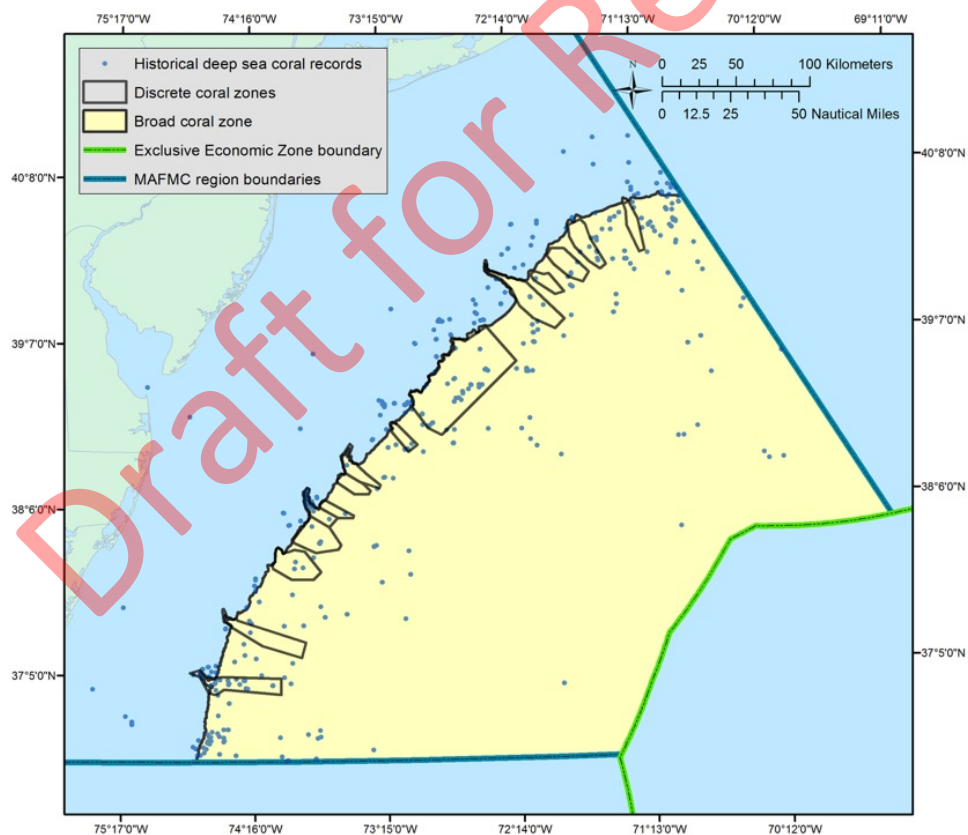 75°17'0"W 74°16'0"W 73°15'0"W 72°14'0"W 71°13'0"W 70°12'0"W 69°11'0"W
Historical deep sea coral records
Discrete coral zones
Broad coral zone
Exclusive Economic Zone boundary
MAFMC region boundaries
N
0 25 50 100 Kilometers
0 12.5 25 50 Nautical Miles
40°8'0"N
40°8'0"N
39°7'0"N
39°7'0"N
38°6'0"N
38°6'0"N
37°5'0"N
37°5'0"N
75°17'0"W 74°16'0"W 73°15'0"W 72°14'0"W 71°13'0"W 70°12'0"W
Draft for Re